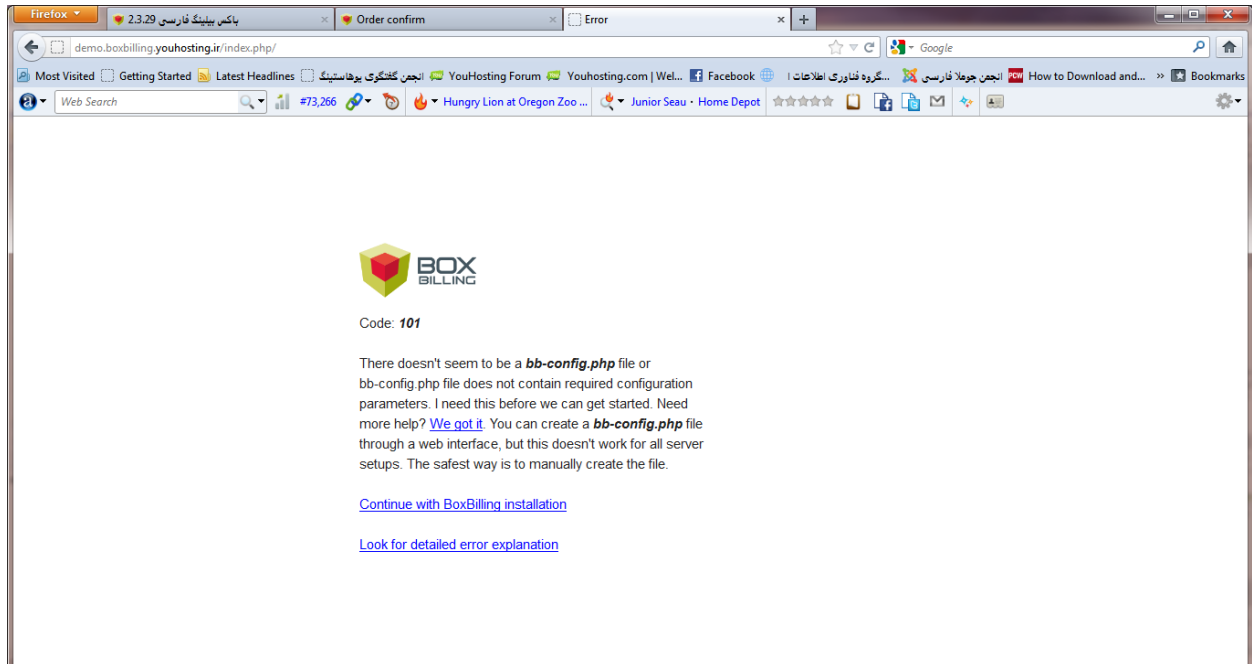 Firefox
باکس بیلینگ فارسی 2.3.29
Order confirm
Error
demo.boxbilling.youhosting.ir/index.php/
Google
Most Visited Getting Started Latest Headlines انجمن گفتگوی یوهاستینگ YouHosting Forum Youhosting.com | Wel... Facebook گروه فناوری اطلاعات ا... انجمن جوملا فارسی How to Download and... » Bookmarks
Web Search #73,266 Hungry Lion at Oregon Zoo ... Junior Seau · Home Depot
BOX
BILLING
Code: 101
There doesn't seem to be a bb-config.php file or
bb-config.php file does not contain required configuration
parameters. I need this before we can get started. Need
more help? We got it. You can create a bb-config.php file
through a web interface, but this doesn't work for all server
setups. The safest way is to manually create the file.
Continue with BoxBilling installation
Look for detailed error explanation